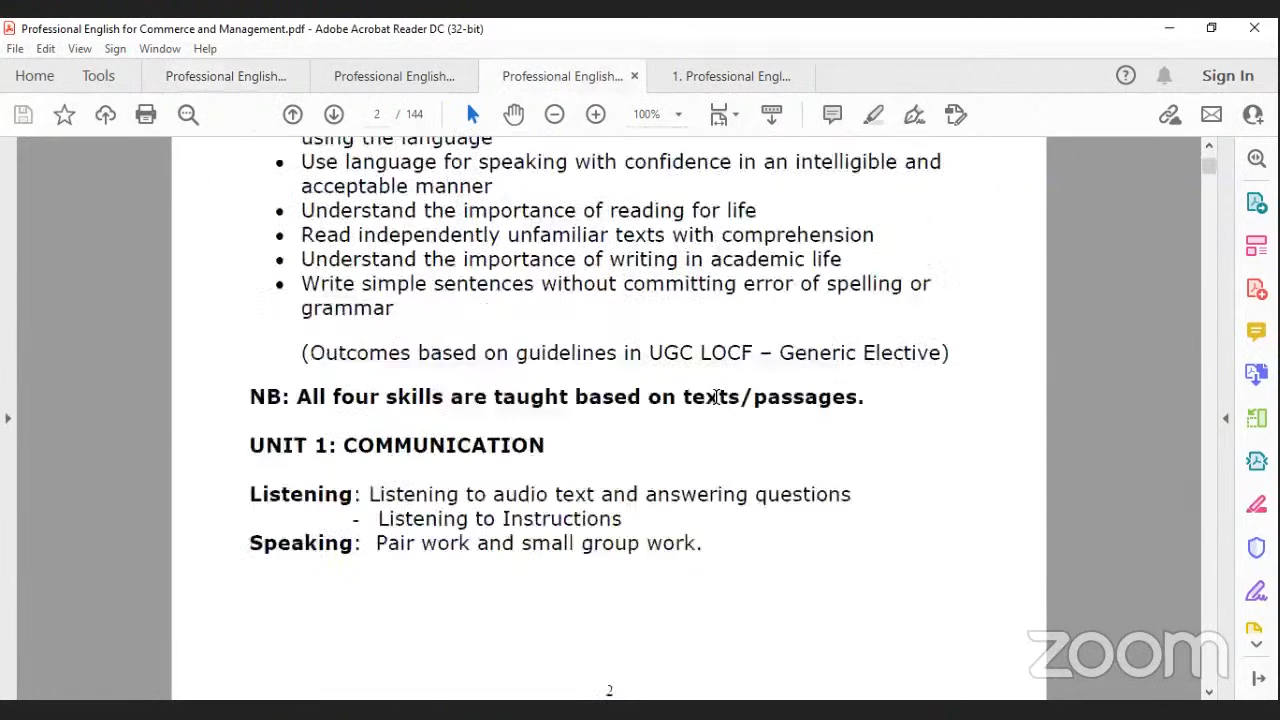 Professional English for Commerce and Management.pdf - Adobe Acrobat Reader DC (32-bit)
File Edit View Sign Window Help
Home Tools Professional English... Professional English... Professional English... × 1. Professional Engl... Sign In
2 / 144 100%
using the language
• Use language for speaking with confidence in an intelligible and
acceptable manner
• Understand the importance of reading for life
• Read independently unfamiliar texts with comprehension
• Understand the importance of writing in academic life
• Write simple sentences without committing error of spelling or
grammar
(Outcomes based on guidelines in UGC LOCF – Generic Elective)
NB: All four skills are taught based on texts/passages.
UNIT 1: COMMUNICATION
Listening: Listening to audio text and answering questions
- Listening to Instructions
Speaking: Pair work and small group work.
zoom
2